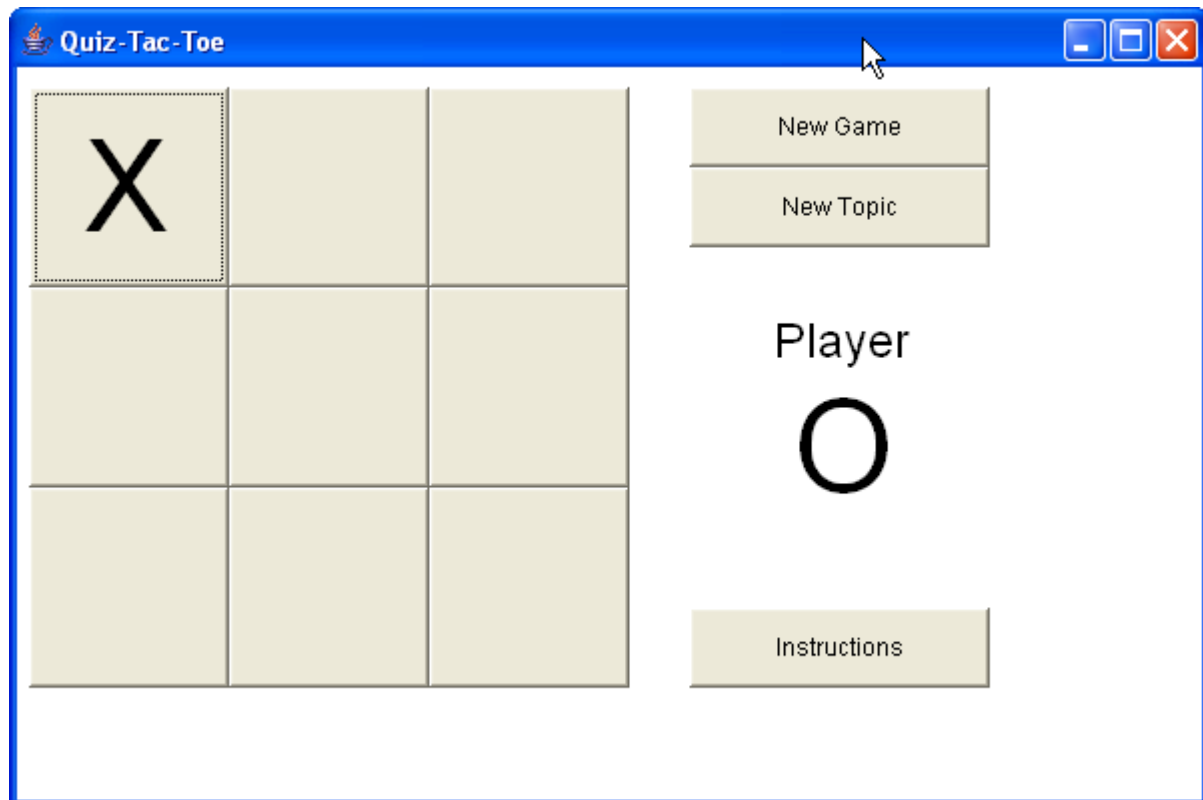 Quiz-Tac-Toe
X
New Game
New Topic
Player
O
Instructions